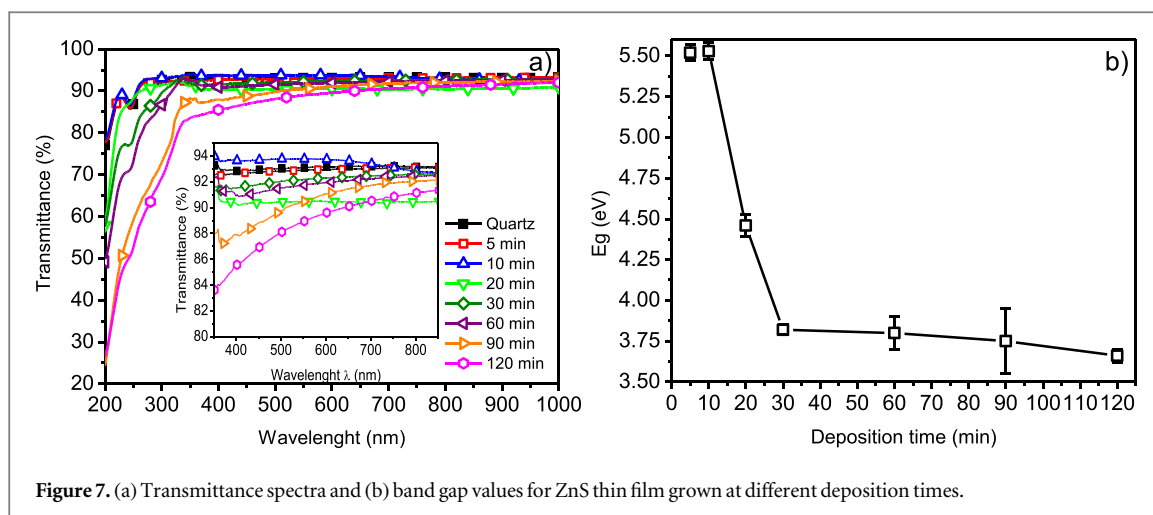 a)
Transmittance (%)
100
90
80
70
60
50
40
30
20
200 300 400 500 600 700 800 900 1000
Wavelenght (nm)
Transmittance (%)
94
92
90
88
86
84
82
80
400 500 600 700 800
Wavelenght λ (nm)
Quartz
5 min
10 min
20 min
30 min
60 min
90 min
120 min
b)
Eg (eV)
5.50
5.25
5.00
4.75
4.50
4.25
4.00
3.75
3.50
0 10 20 30 40 50 60 70 80 90 100 110 120
Deposition time (min)
Figure 7. (a) Transmittance spectra and (b) band gap values for ZnS thin film grown at different deposition times.